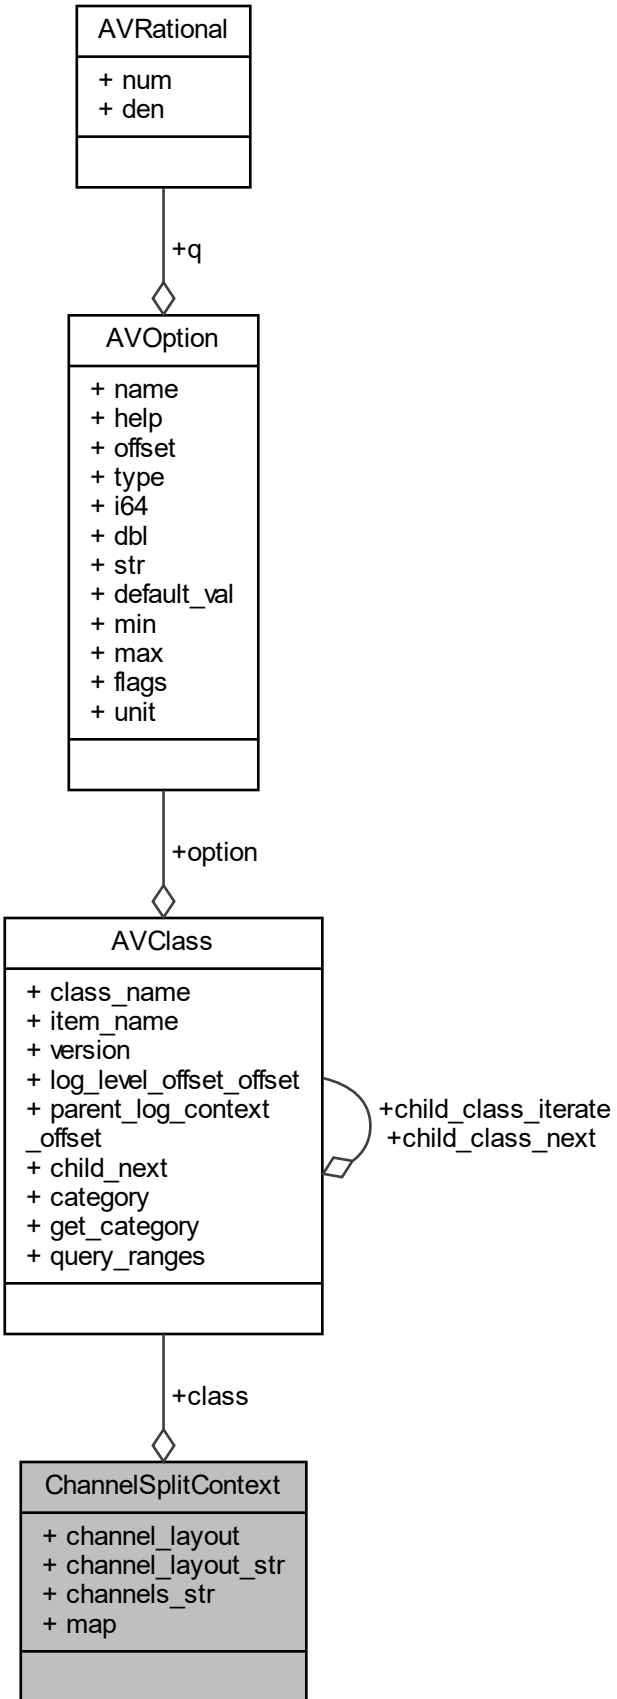 AVRational
+ num
+ den
+q
AVOption
+ name
+ help
+ offset
+ type
+ i64
+ dbl
+ str
+ default_val
+ min
+ max
+ flags
+ unit
+option
AVClass
+ class_name
+ item_name
+ version
+ log_level_offset_offset
+ parent_log_context
_offset
+ child_next
+ category
+ get_category
+ query_ranges
+child_class_iterate
+child_class_next
+class
ChannelSplitContext
+ channel_layout
+ channel_layout_str
+ channels_str
+ map